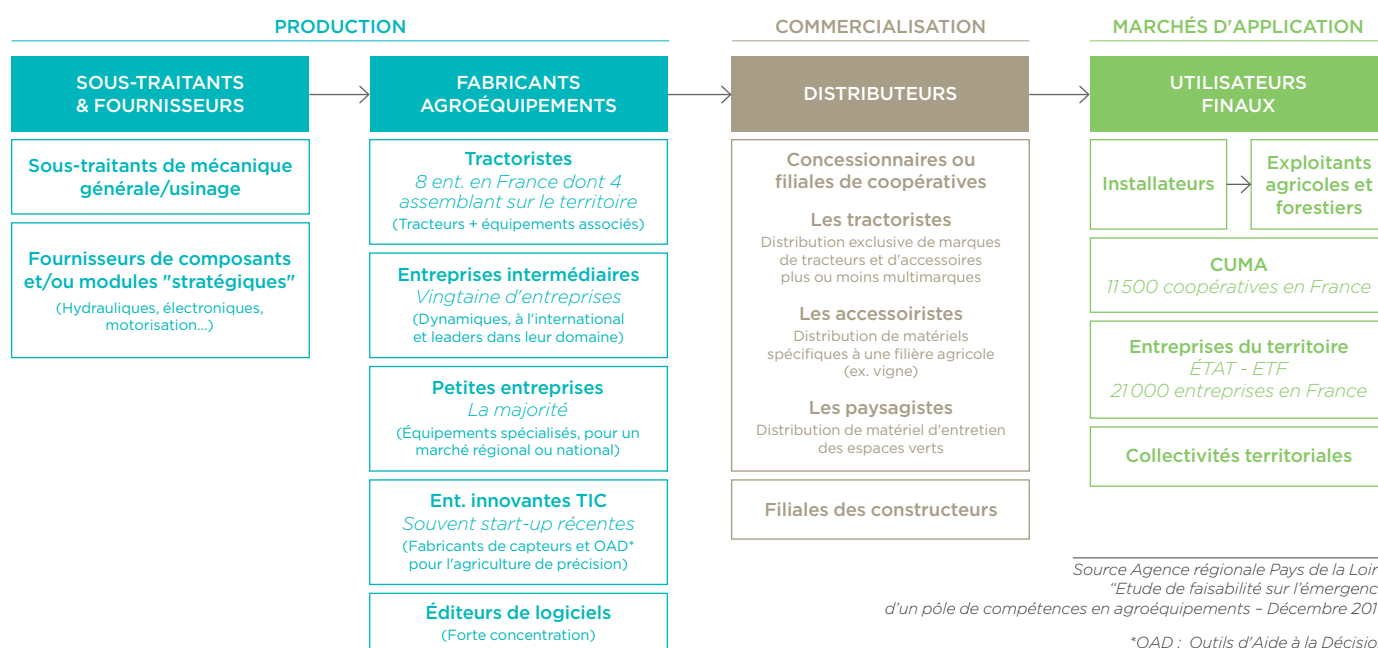 PRODUCTION
COMMERCIALISATION
MARCHÉS D'APPLICATION
SOUS-TRAITANTS
& FOURNISSEURS
FABRICANTS
AGROÉQUIPEMENTS
DISTRIBUTEURS
UTILISATEURS
FINAUX
Sous-traitants de mécanique
générale/usinage
Fournisseurs de composants
et/ou modules "stratégiques"
(Hydrauliques, électroniques,
motorisation...)
Tractoristes
8 ent. en France dont 4
assemblant sur le territoire
(Tracteurs + équipements associés)
Entreprises intermédiaires
Vingtaine d'entreprises
(Dynamiques, à l'international
et leaders dans leur domaine)
Petites entreprises
La majorité
(Équipements spécialisés, pour un
marché régional ou national)
Ent. innovantes TIC
Souvent start-up récentes
(Fabricants de capteurs et OAD*
pour l'agriculture de précision)
Éditeurs de logiciels
(Forte concentration)
Concessionnaires ou
filiales de coopératives
Les tractoristes
Distribution exclusive de marques
de tracteurs et d'accessoires
plus ou moins multimarques
Les accessoiristes
Distribution de matériels
spécifiques à une filière agricole
(ex. vigne)
Les paysagistes
Distribution de matériel d'entretien
des espaces verts
Filiales des constructeurs
Installateurs
Exploitants
agricoles et
forestiers
CUMA
11 500 coopératives en France
Entreprises du territoire
ÉTAT - ETF
21 000 entreprises en France
Collectivités territoriales
Source Agence régionale Pays de la Loir
“Etude de faisabilité sur l’émergenc
d’un pôle de compétences en agroéquipements – Décembre 201
*OAD : Outils d'Aide à la Décisio